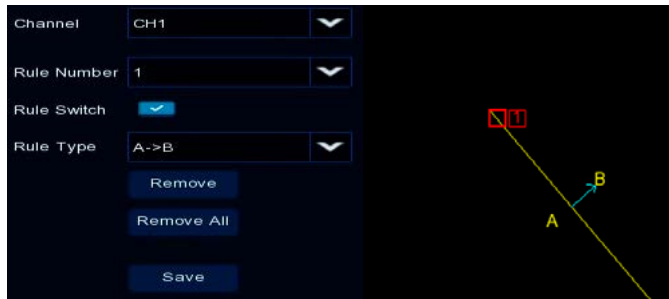 Channel CH1
Rule Number 1
Rule Switch
Rule Type A->B
Remove
Remove All
Save
1
B
A